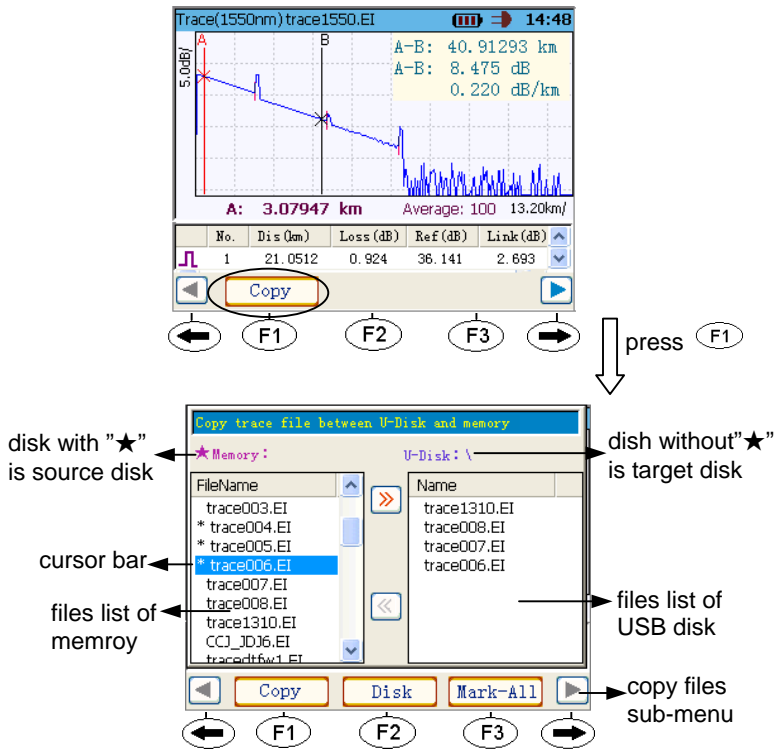 Trace(1550nm) trace1550.EI 14:48
A B
5.0dB/
A-B: 40.91293 km
A-B: 8.475 dB
0.220 dB/km
A: 3.07947 km Average: 100 13.20km/
No. Dis(km) Loss(dB) Ref(dB) Link(dB)
1 21.0512 0.924 36.141 2.693
Copy
F1 F2 F3
press F1
Copy trace file between U-Disk and memory
disk with "★"
is source disk
★Memory: U-Disk:\
dish without"★"
is target disk
FileName
trace003.EI
* trace004.EI
* trace005.EI
* trace006.EI
trace007.EI
trace008.EI
trace1310.EI
CCJ_JDJ6.EI
tracedtfw1.EI
Name
trace1310.EI
trace008.EI
trace007.EI
trace006.EI
cursor bar
files list of
memroy
files list of
USB disk
Copy Disk Mark-All
copy files
sub-menu
F1 F2 F3